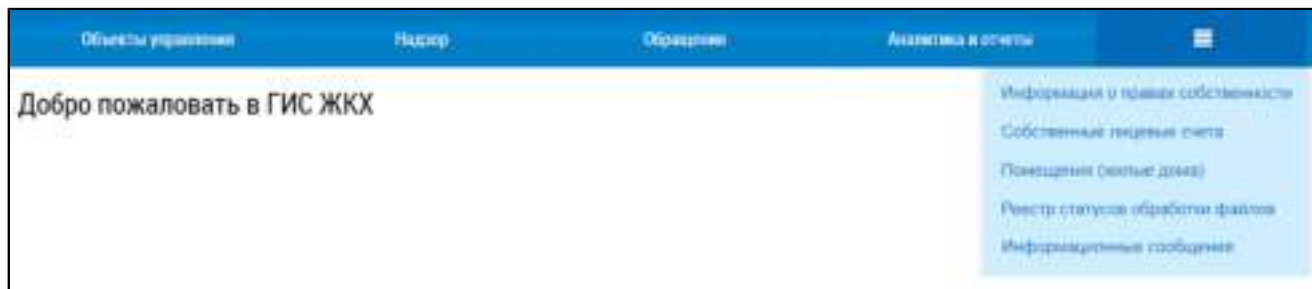 Объекты управления Надзор Обращения Аналитика и отчеты
Добро пожаловать в ГИС ЖКХ
Информация о правах собственности
Собственные лицевые счета
Помещения (жилые дома)
Реестр статусов обработки файлов
Информационные сообщения